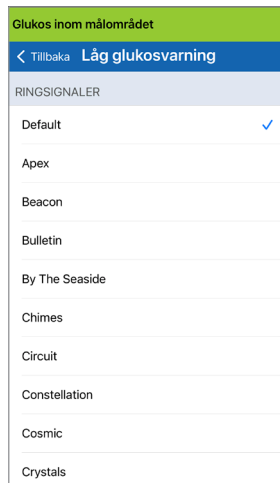 Glukos inom målområdet
Tillbaka Låg glukosvarning
RINGSIGNALER
Default
Apex
Beacon
Bulletin
By The Seaside
Chimes
Circuit
Constellation
Cosmic
Crystals